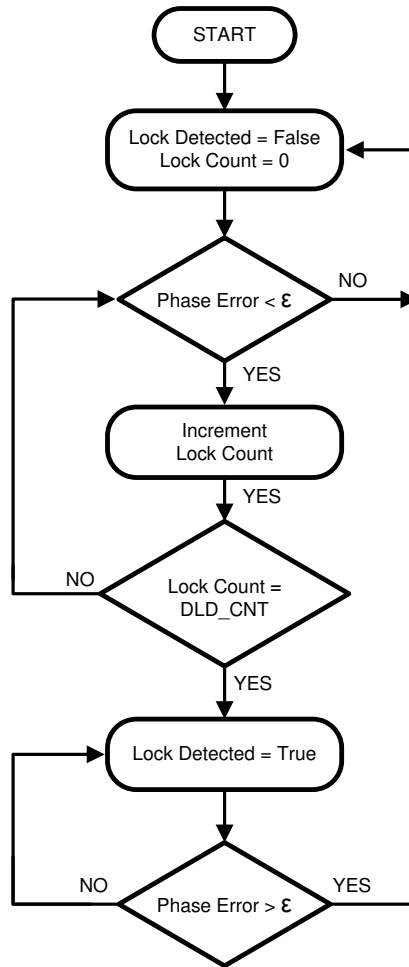 START
Lock Detected = False
Lock Count = 0
Phase Error < ε
NO
YES
Increment
Lock Count
YES
NO
Lock Count =
DLD_CNT
YES
Lock Detected = True
NO
Phase Error > ε
YES